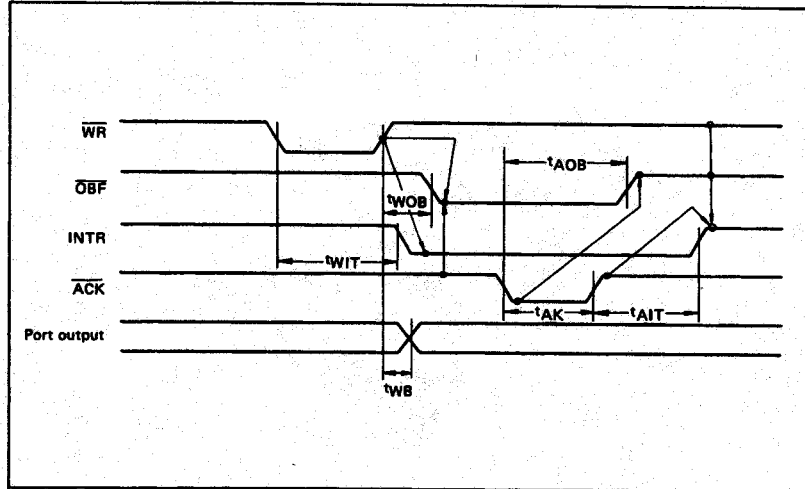 WR
tAOB
OBF
tWOB
INTR
tWIT
ACK
tAK
tAIT
Port output
tWB